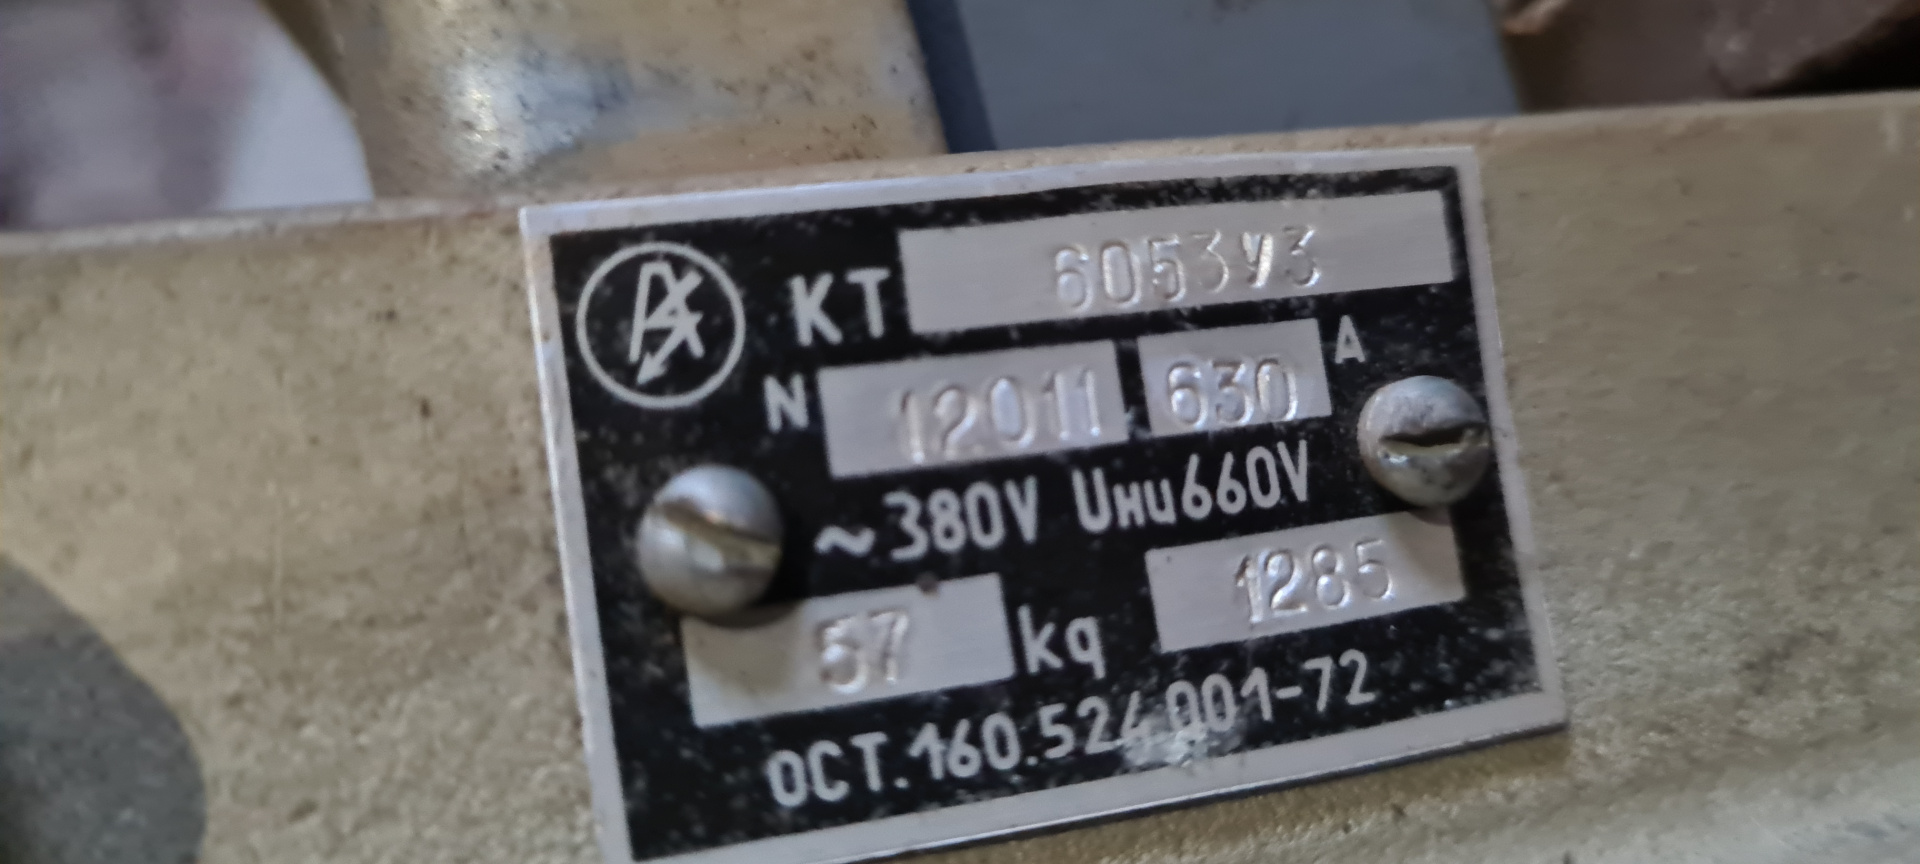 КТ 6053У3
N 12011 630 А
~380V Uни660V
57 kg 1285
ОСТ.160.524.001-72